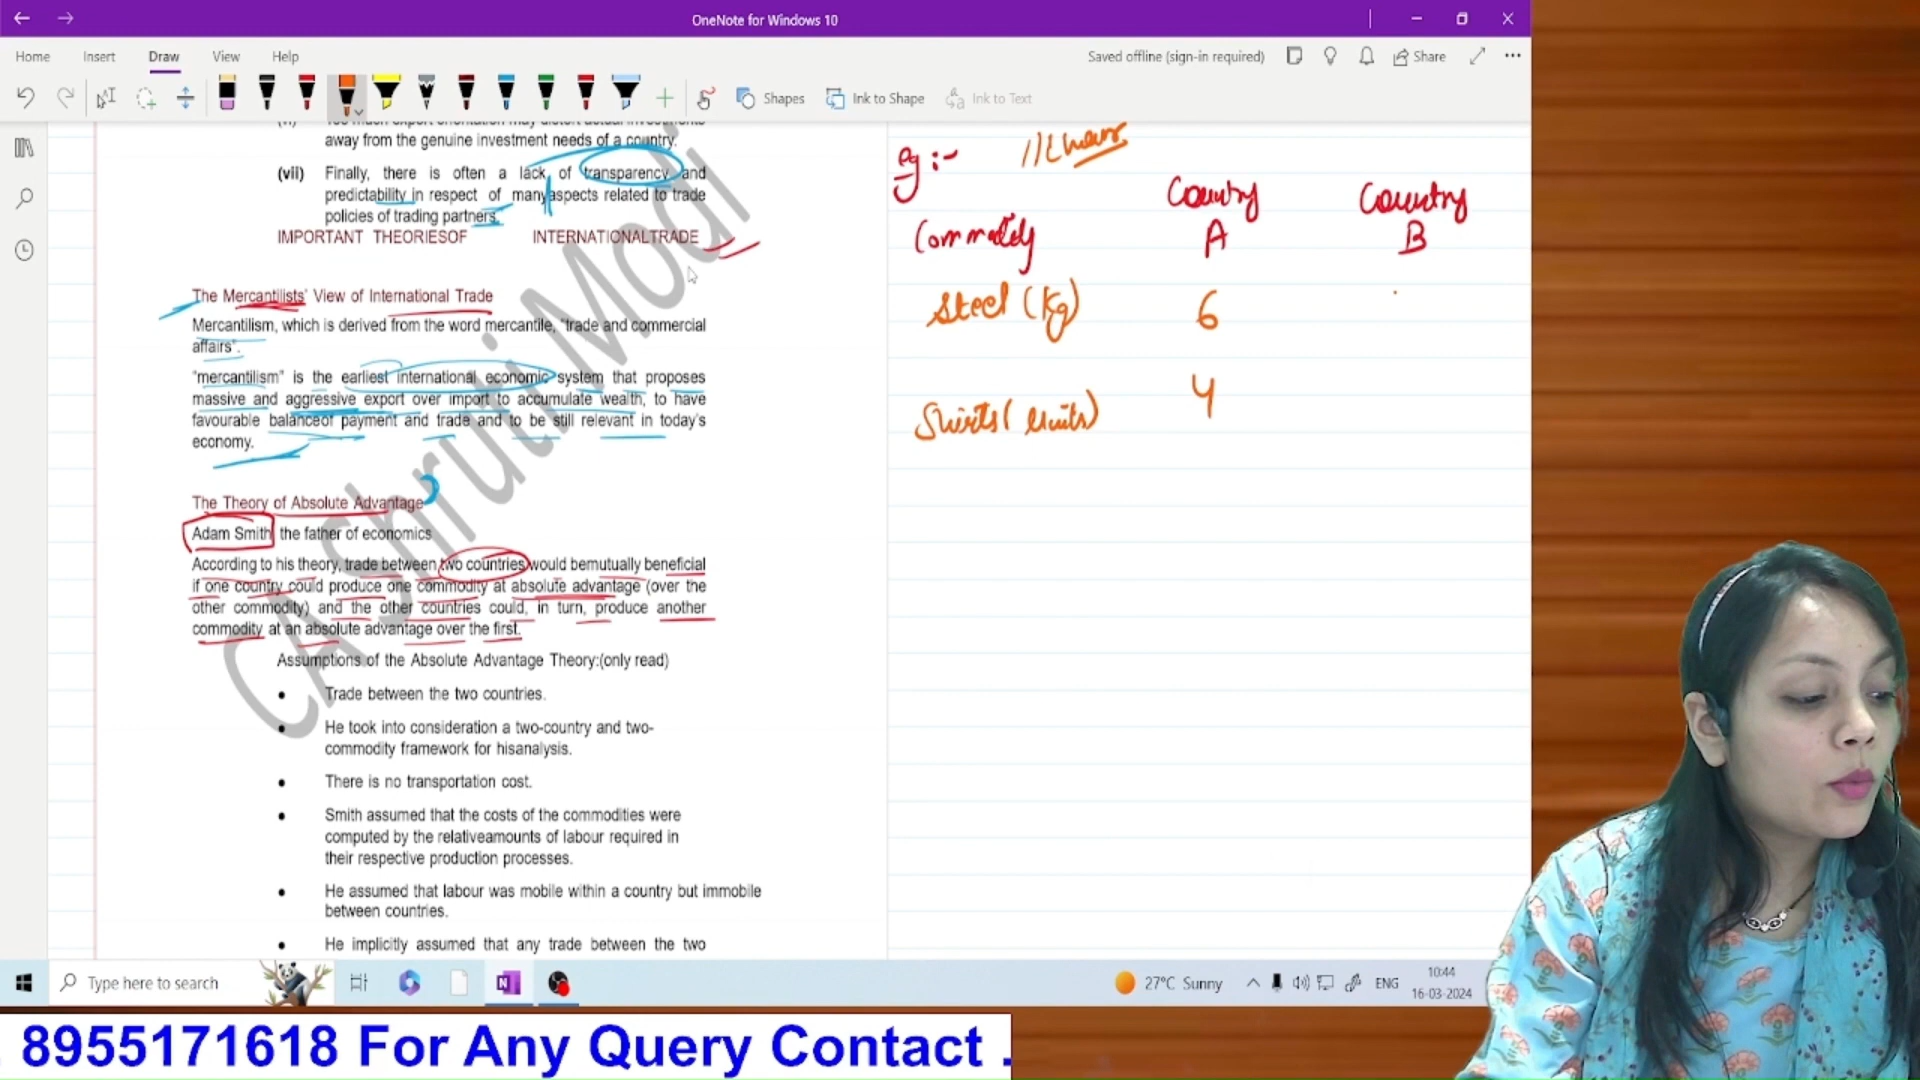 OneNote for Windows 10
Home Insert Draw View Help
Saved offline (sign-in required) Share
Shapes Ink to Shape Ink to Text
away from the genuine investment needs of a country.
(vii) Finally, there is often a lack of transparency and
predictability in respect of manyaspects related to trade
policies of trading partners.
IMPORTANT THEORIESOF INTERNATIONALTRADE
The Mercantilists' View of International Trade
Mercantilism, which is derived from the word mercantile, "trade and commercial
affairs".
"mercantilism" is the earliest international economic system that proposes
massive and aggressive export over import to accumulate wealth, to have
favourable balanceof payment and trade and to be still relevant in today's
economy.
The Theory of Absolute Advantage
Adam Smith the father of economics
According to his theory, trade between two countries would bemutually beneficial
if one country could produce one commodity at absolute advantage (over the
other commodity) and the other countries could, in turn, produce another
commodity at an absolute advantage over the first.
Assumptions of the Absolute Advantage Theory:(only read)
• Trade between the two countries.
• He took into consideration a two-country and two-
commodity framework for hisanalysis.
• There is no transportation cost.
• Smith assumed that the costs of the commodities were
computed by the relativeamounts of labour required in
their respective production processes.
• He assumed that labour was mobile within a country but immobile
between countries.
• He implicitly assumed that any trade between the two
CA Shruti Modi
eg :-
Country Country
Commodity A B
Steel (Kg) 6
Shirts (Units) 4
Type here to search
27°C Sunny ENG
10:44
16-03-2024
8955171618 For Any Query Contact .